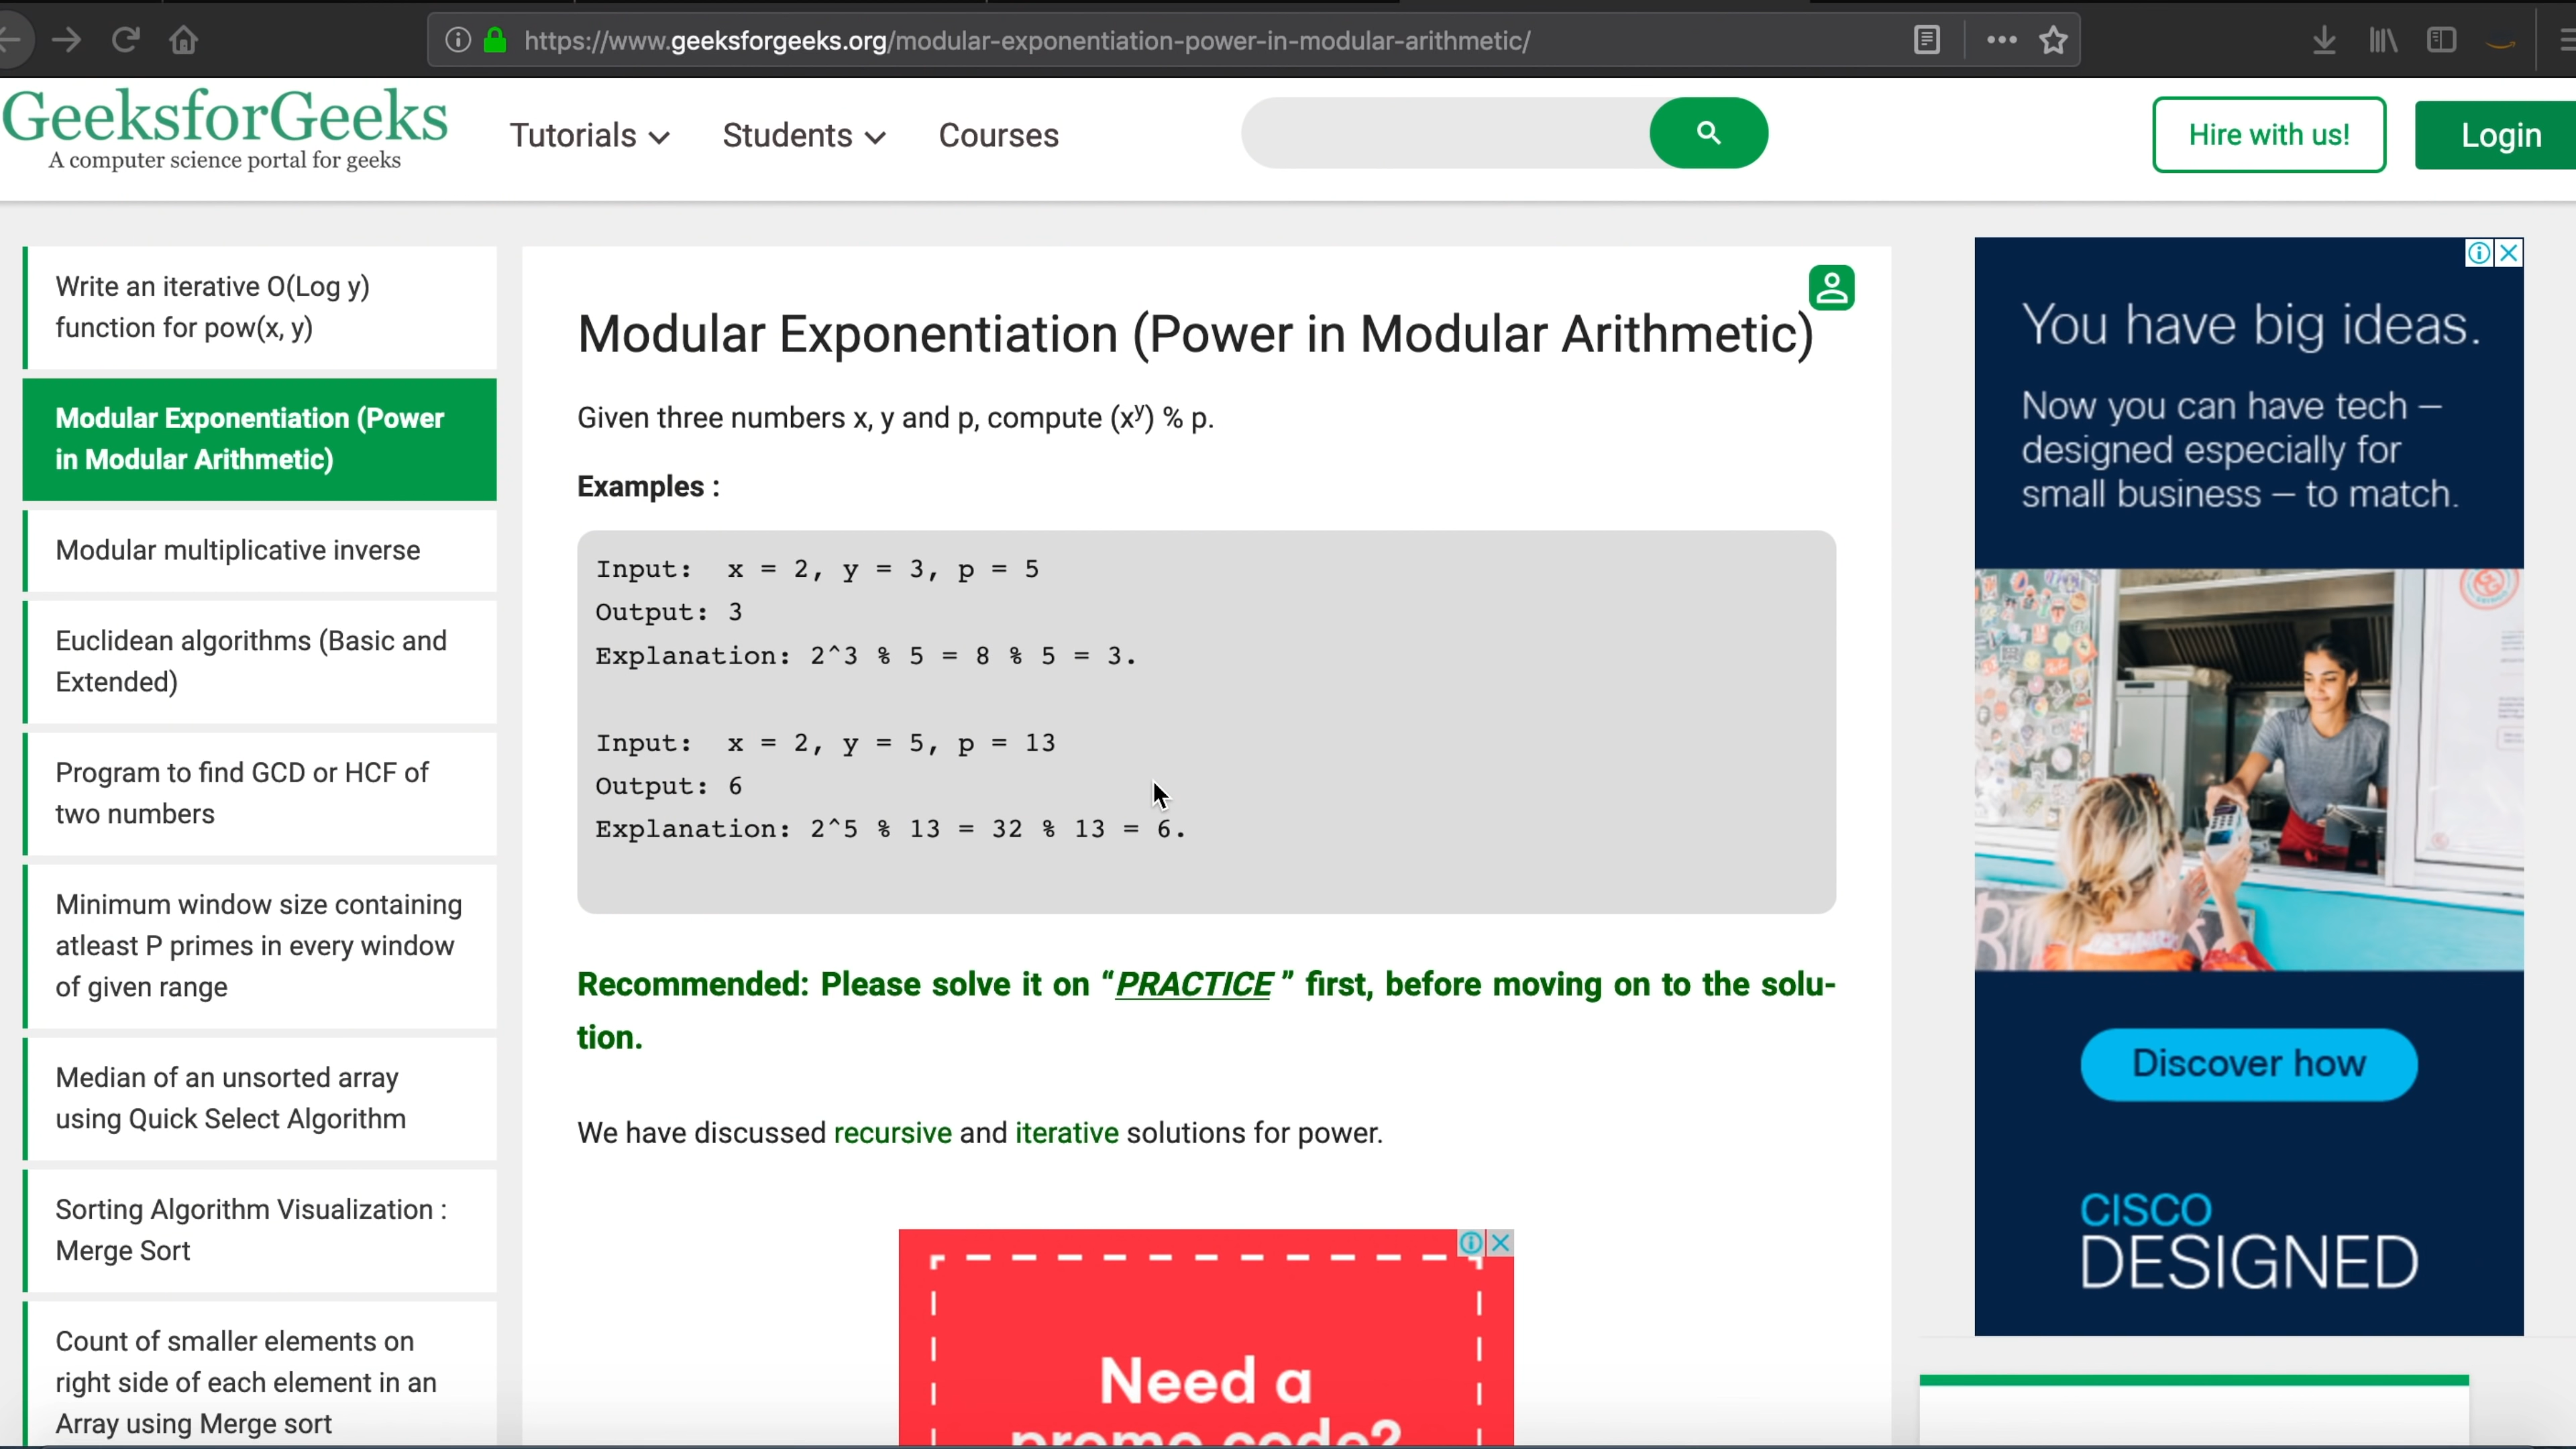 https://www.geeksforgeeks.org/modular-exponentiation-power-in-modular-arithmetic/
GeeksforGeeks
A computer science portal for geeks
Tutorials
Students
Courses
Hire with us!
Login
Write an iterative O(Log y)
function for pow(x, y)
Modular Exponentiation (Power
in Modular Arithmetic)
Modular multiplicative inverse
Euclidean algorithms (Basic and
Extended)
Program to find GCD or HCF of
two numbers
Minimum window size containing
atleast P primes in every window
of given range
Median of an unsorted array
using Quick Select Algorithm
Sorting Algorithm Visualization :
Merge Sort
Count of smaller elements on
right side of each element in an
Array using Merge sort
Modular Exponentiation (Power in Modular Arithmetic)
Given three numbers x, y and p, compute (xʸ) % p.
Examples :
Input:  x = 2, y = 3, p = 5
Output: 3
Explanation: 2^3 % 5 = 8 % 5 = 3.
Input:  x = 2, y = 5, p = 13
Output: 6
Explanation: 2^5 % 13 = 32 % 13 = 6.
Recommended: Please solve it on “PRACTICE ” first, before moving on to the solu-
tion.
We have discussed recursive and iterative solutions for power.
Need a
promo code?
You have big ideas.
Now you can have tech –
designed especially for
small business – to match.
Discover how
CISCO
DESIGNED